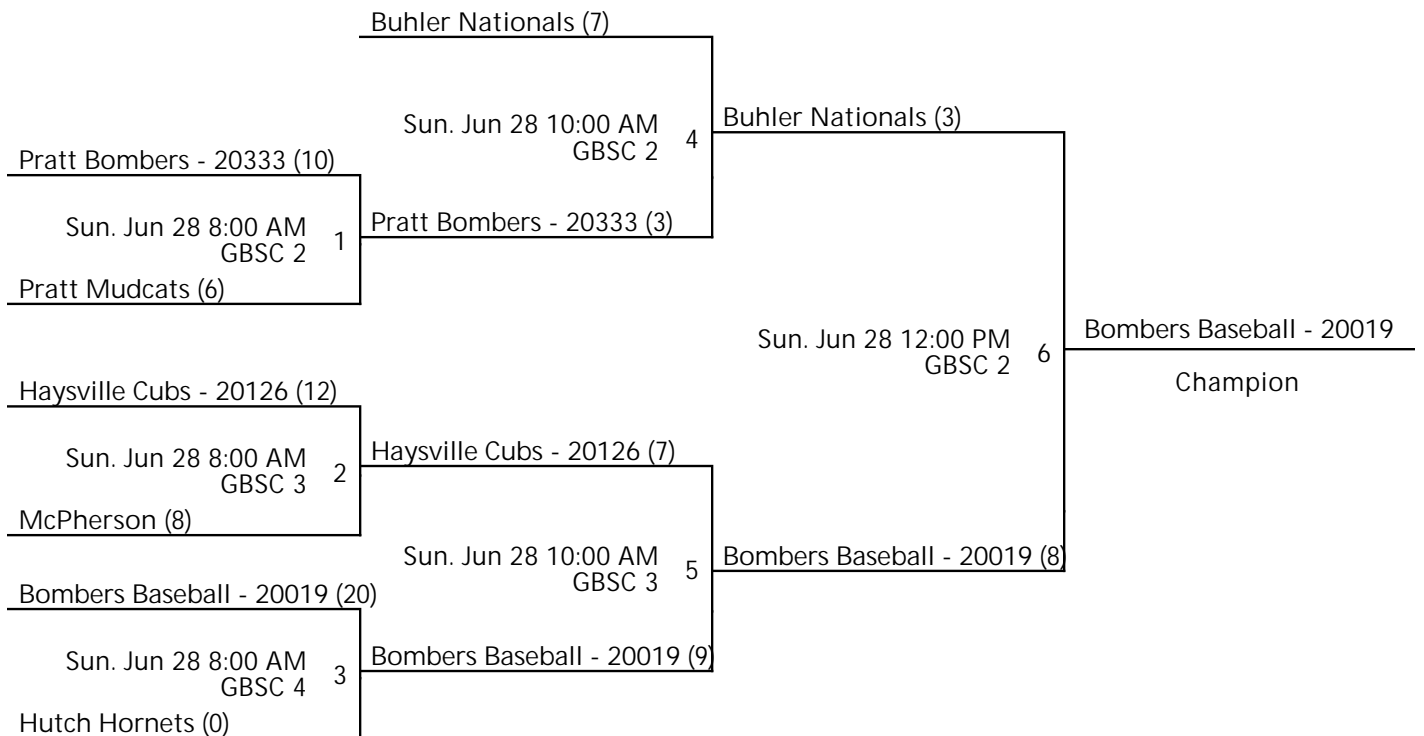 Buhler Nationals (7)
Sun. Jun 28 10:00 AM
GBSC 2
4
Buhler Nationals (3)
Pratt Bombers - 20333 (10)
Sun. Jun 28 8:00 AM
GBSC 2
1
Pratt Bombers - 20333 (3)
Pratt Mudcats (6)
Sun. Jun 28 12:00 PM
GBSC 2
6
Bombers Baseball - 20019
Champion
Haysville Cubs - 20126 (12)
Sun. Jun 28 8:00 AM
GBSC 3
2
Haysville Cubs - 20126 (7)
McPherson (8)
Sun. Jun 28 10:00 AM
GBSC 3
5
Bombers Baseball - 20019 (8)
Bombers Baseball - 20019 (20)
Sun. Jun 28 8:00 AM
GBSC 4
3
Bombers Baseball - 20019 (9)
Hutch Hornets (0)